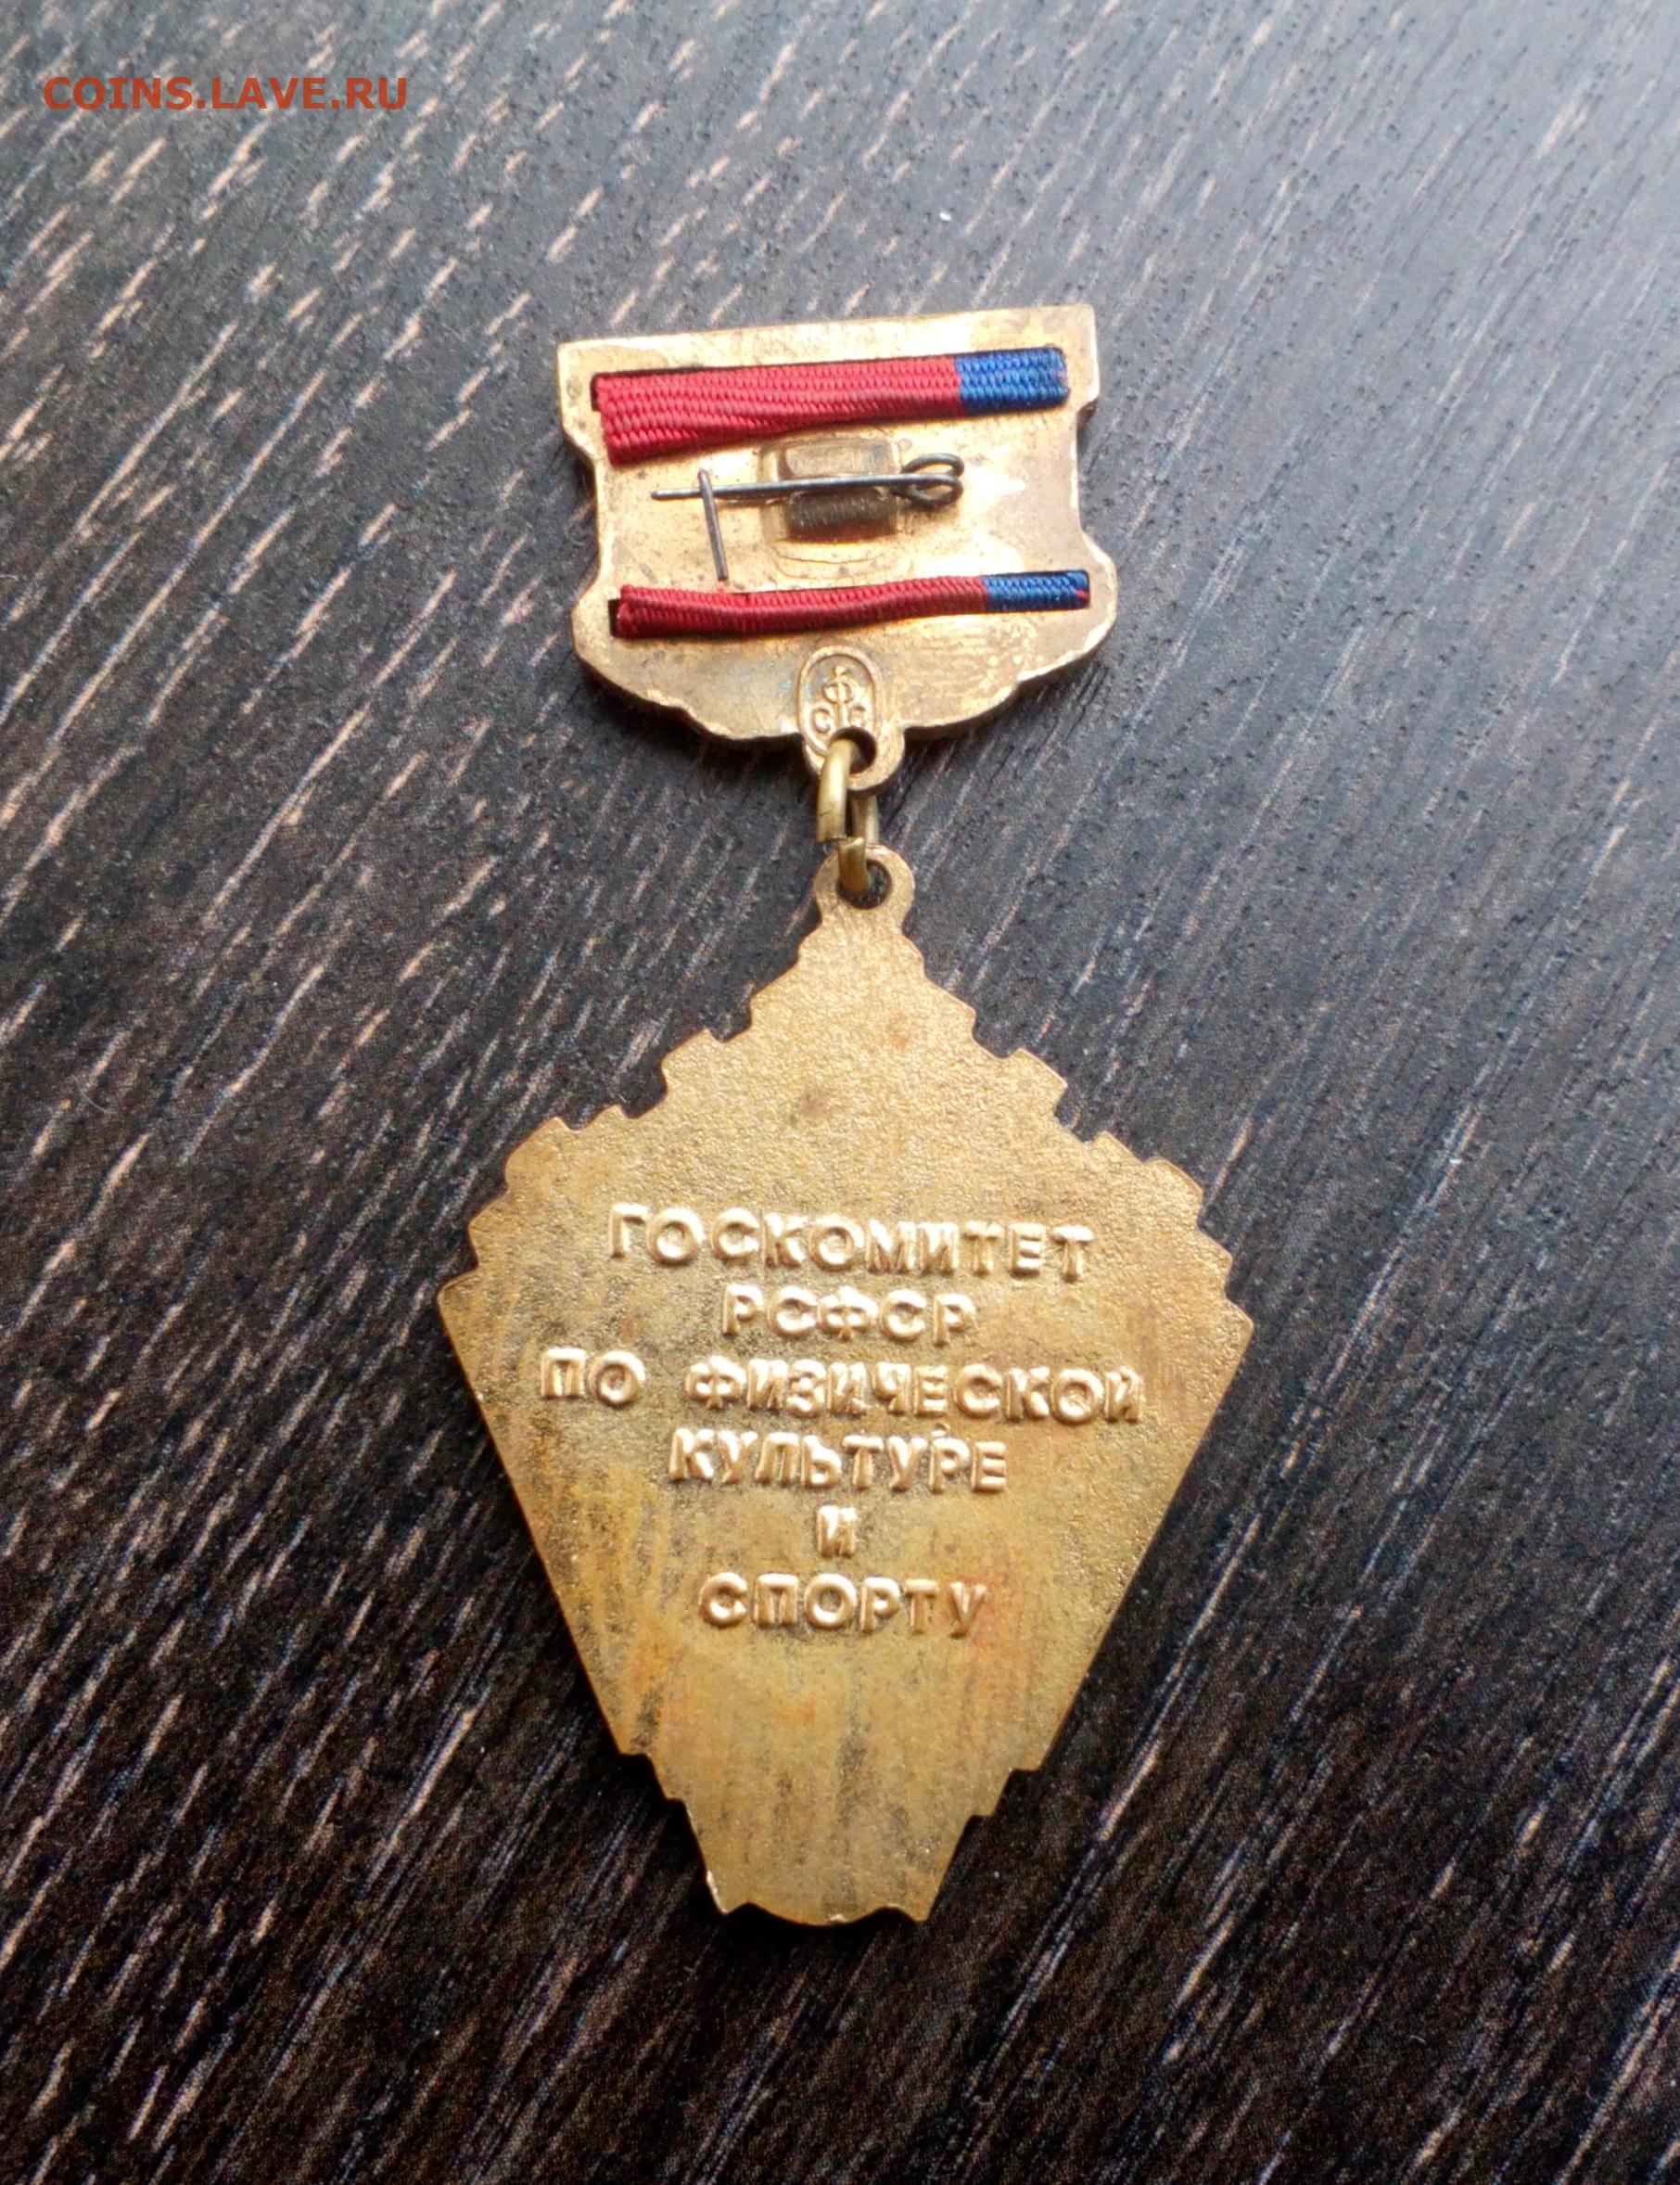 COINS.LAVE.RU
Ф
С П
ГОСКОМИТЕТ
РСФСР
ПО ФИЗИЧЕСКОЙ
КУЛЬТУРЕ
И
СПОРТУ